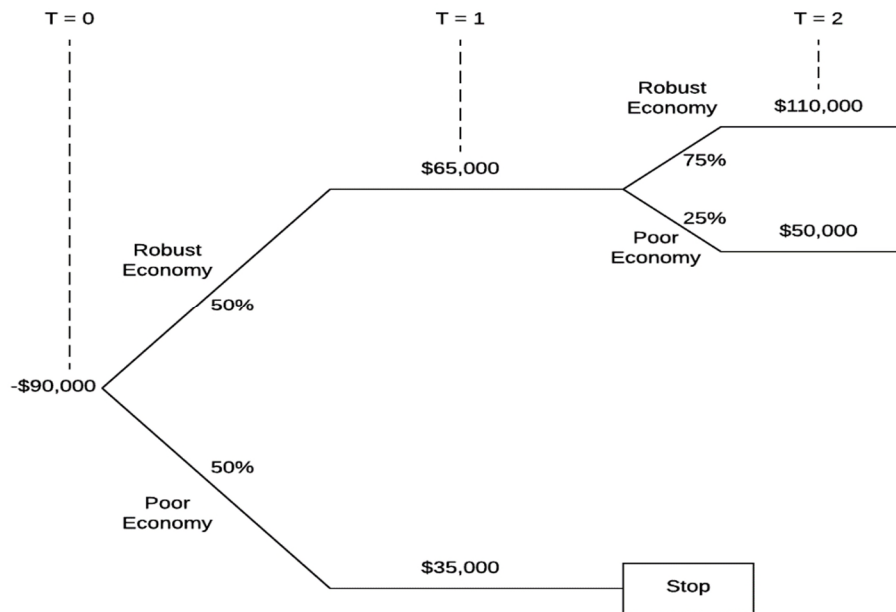 T = 0
T = 1
T = 2
Robust
Economy
$110,000
75%
$65,000
25%
Poor
Economy
$50,000
Robust
Economy
50%
-$90,000
50%
Poor
Economy
$35,000
Stop